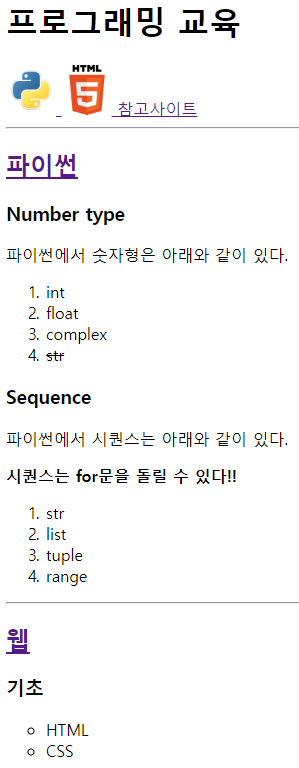 프로그래밍 교육
HTML
5
참고사이트
파이썬
Number type
파이썬에서 숫자형은 아래와 같이 있다.
1. int
2. float
3. complex
4. str
Sequence
파이썬에서 시퀀스는 아래와 같이 있다.
시퀀스는 for문을 돌릴 수 있다!!
1. str
2. list
3. tuple
4. range
웹
기초
HTML
CSS